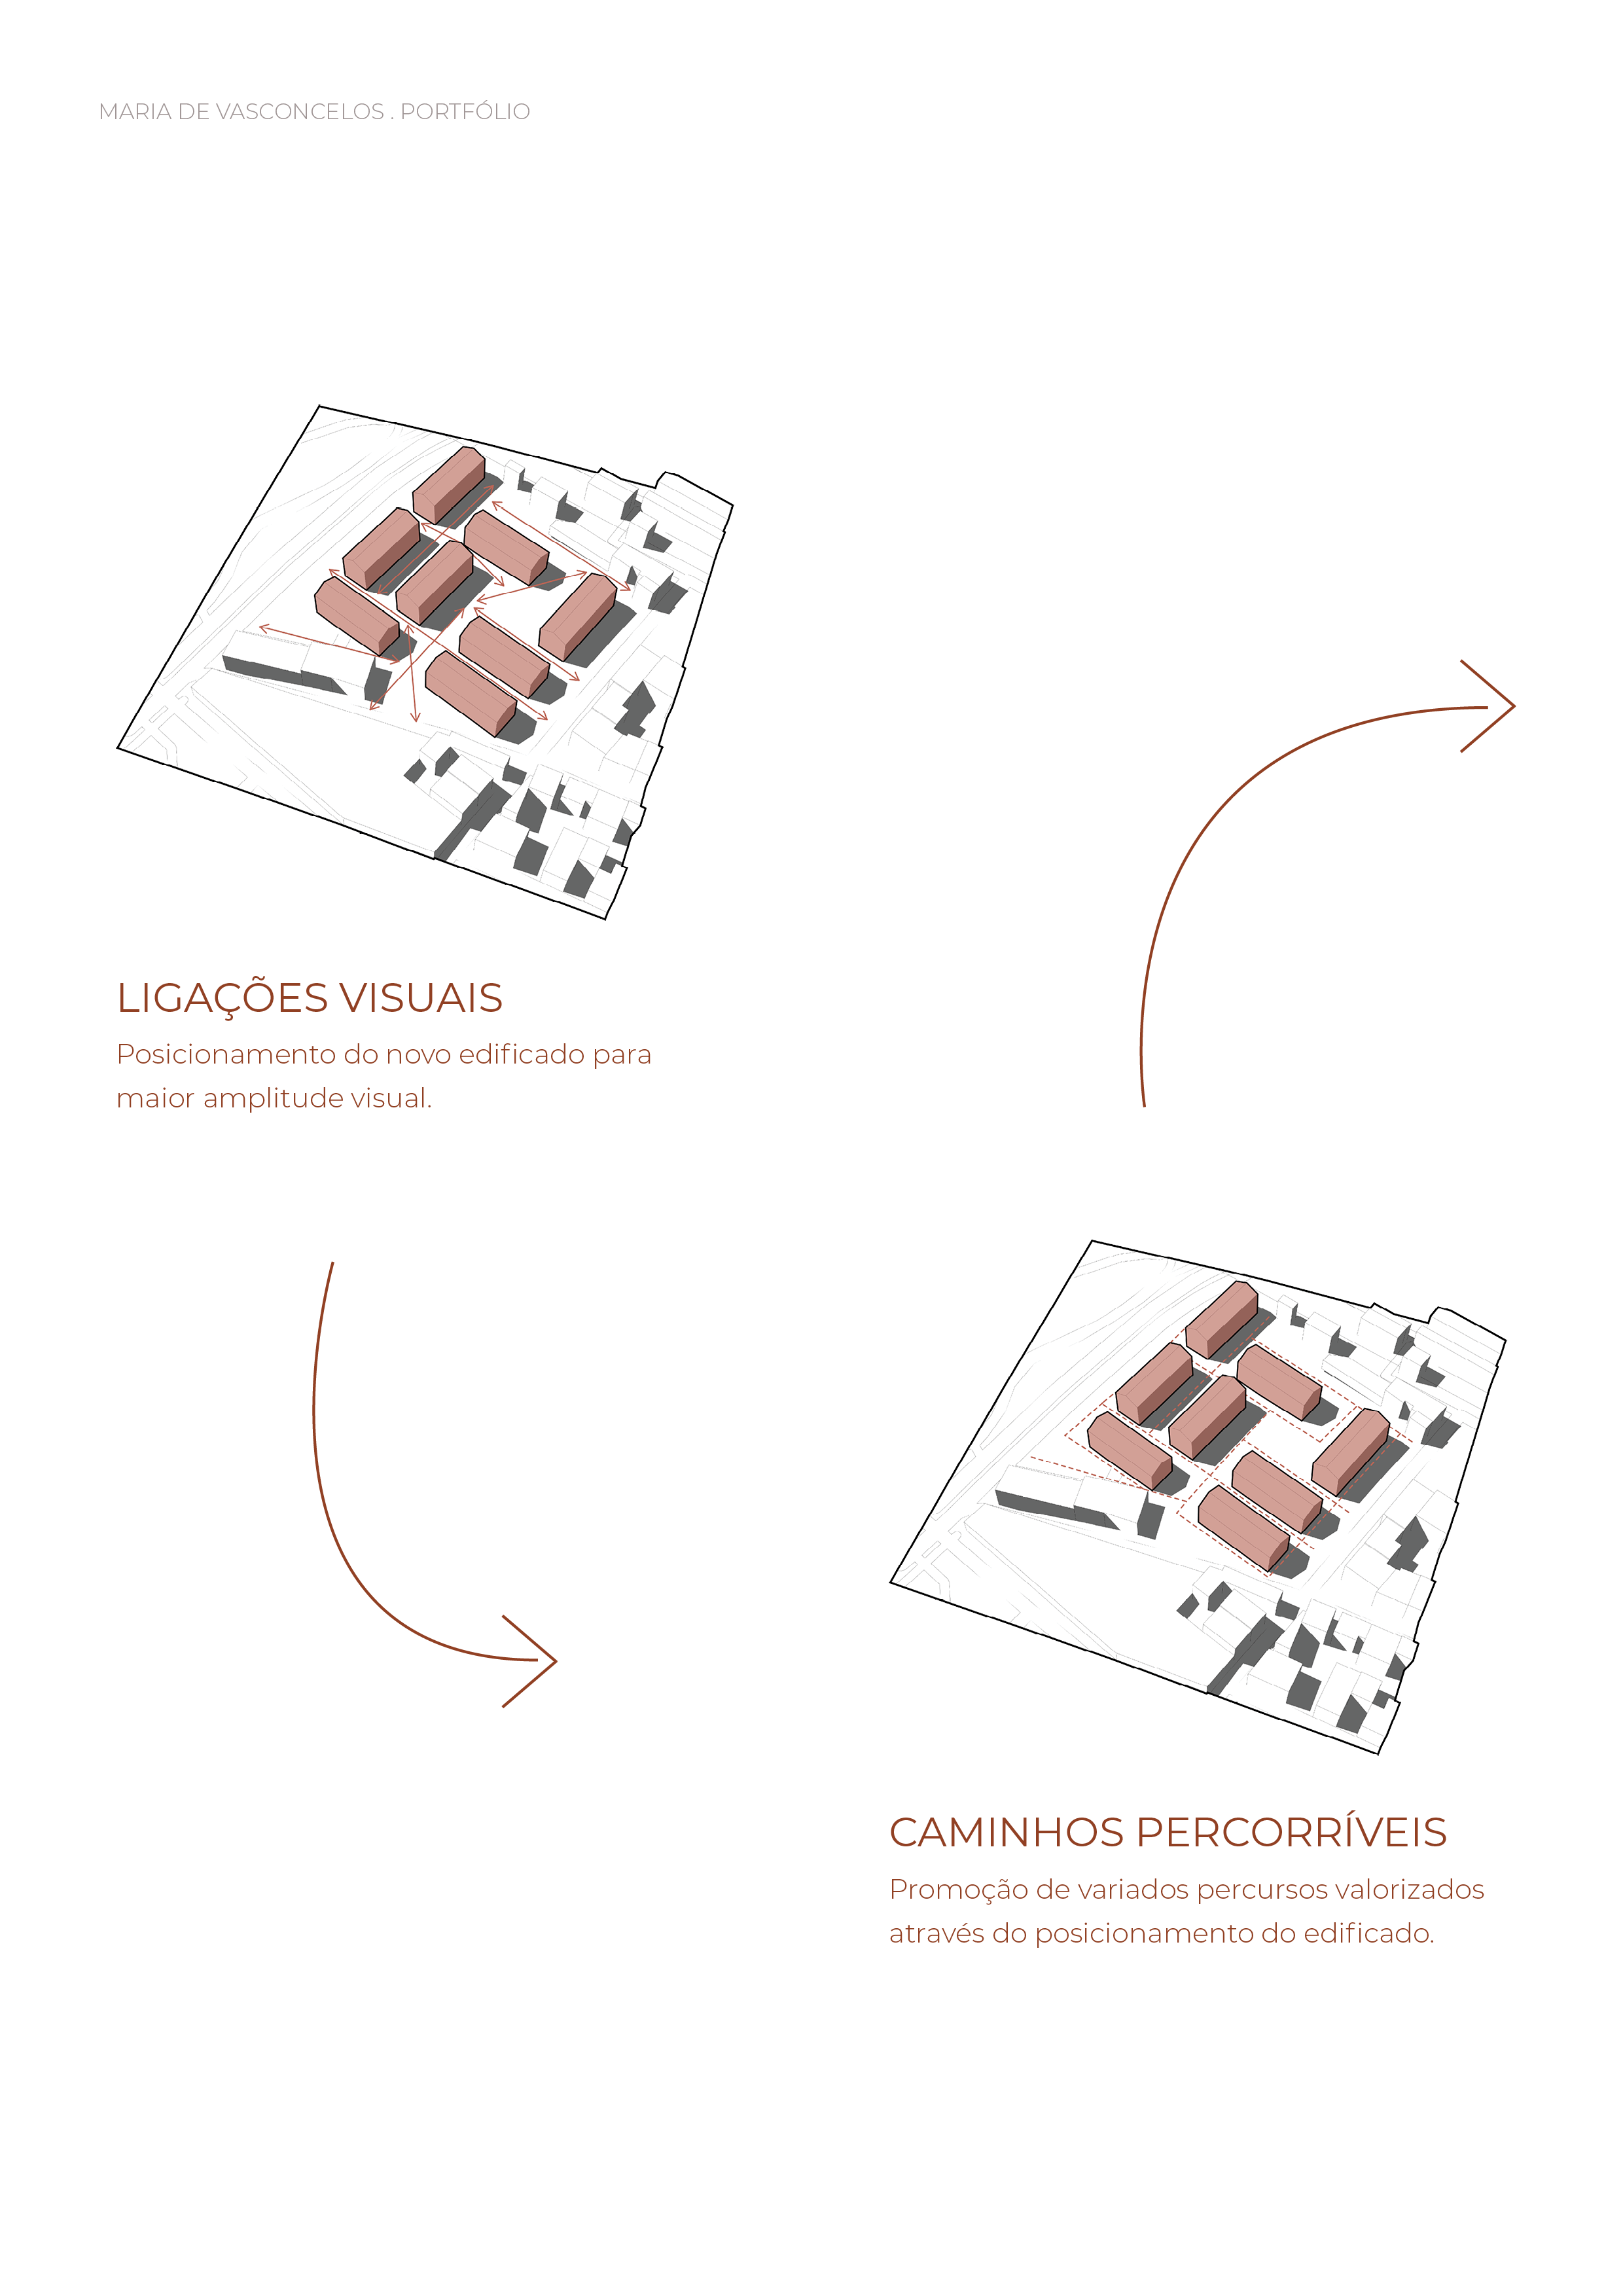 MARIA DE VASCONCELOS . PORTFÓLIO
LIGAÇÕES VISUAIS
Posicionamento do novo edificado para
maior amplitude visual.
CAMINHOS PERCORRÍVEIS
Promoção de variados percursos valorizados
através do posicionamento do edificado.